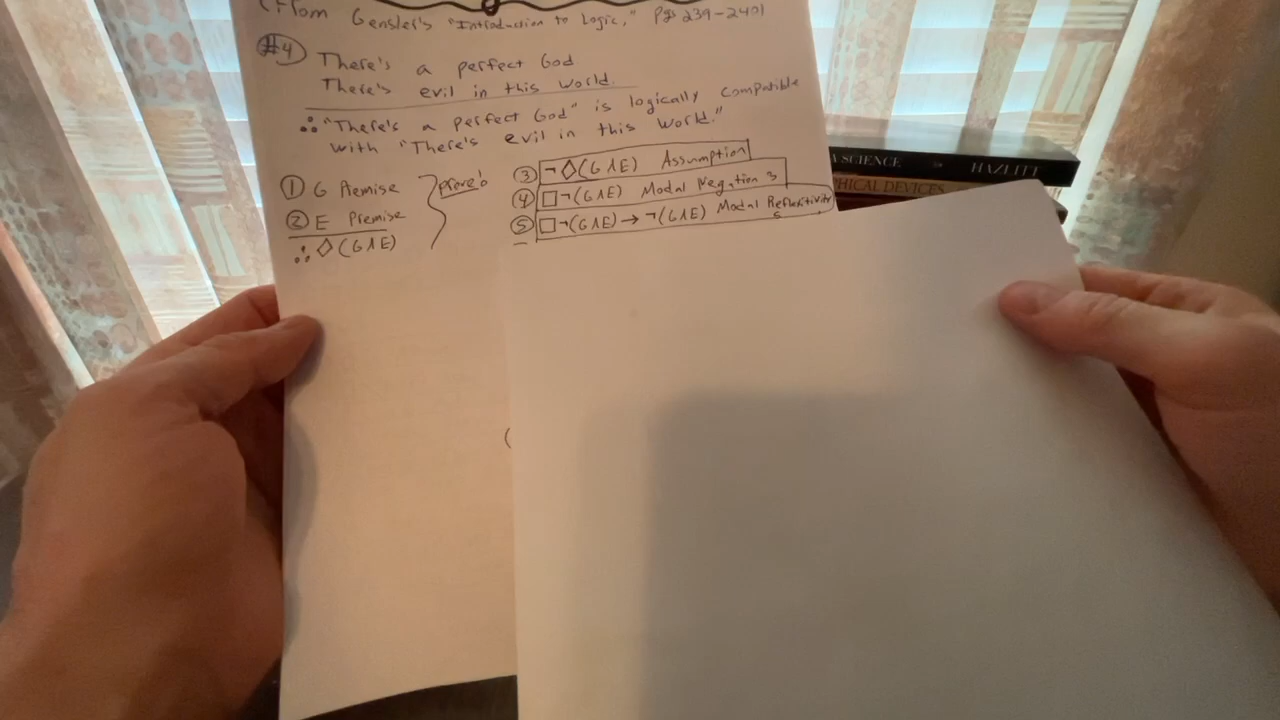 (From Gensler's "Introduction to Logic," pgs 239-240)
#4
There's a perfect God.
There's evil in this world.
∴ "There's a perfect God" is logically compatible
with "There's evil in this world."
① G Premise
② E Premise
∴ ◇(G∧E)
prove:
③ ¬◇(G∧E) Assumption
④ □¬(G∧E) Modal Negation 3
⑤ □¬(G∧E)→¬(G∧E) Modal Reflexivity
SCIENCE HAZLITT
HICAL DEVICES